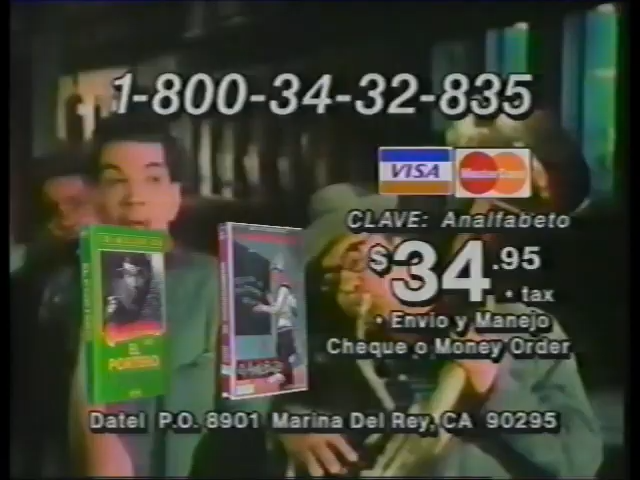 1-800-34-32-835
VISA MasterCard
CLAVE: Analfabeto
$34.95
• tax
• Envio y Manejo
Cheque o Money Order
EL
PORTERO
Datel P.O. 8901 Marina Del Rey, CA 90295